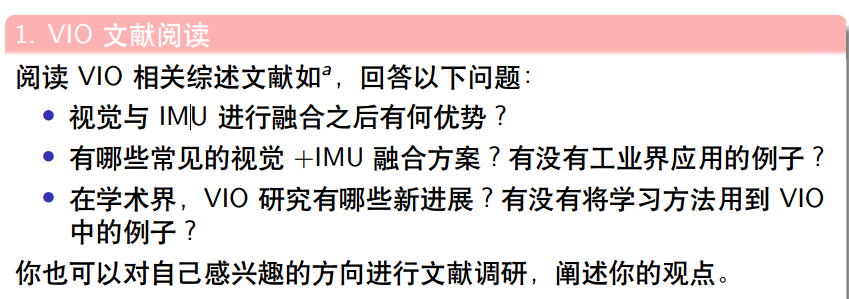 1. VIO 文献阅读
阅读 VIO 相关综述文献如a，回答以下问题：
• 视觉与 IMU 进行融合之后有何优势？
• 有哪些常见的视觉 +IMU 融合方案？有没有工业界应用的例子？
• 在学术界，VIO 研究有哪些新进展？有没有将学习方法用到 VIO
中的例子？
你也可以对自己感兴趣的方向进行文献调研，阐述你的观点。